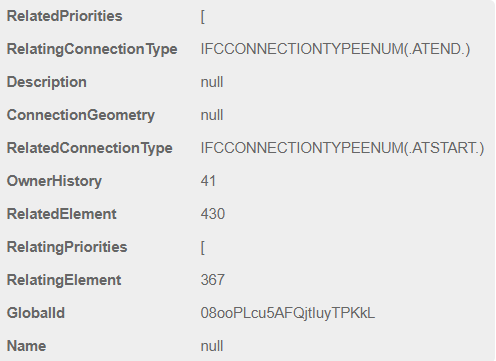 RelatedPriorities [
RelatingConnectionType IFCCONNECTIONTYPEENUM(.ATEND.)
Description null
ConnectionGeometry null
RelatedConnectionType IFCCONNECTIONTYPEENUM(.ATSTART.)
OwnerHistory 41
RelatedElement 430
RelatingPriorities [
RelatingElement 367
GlobalId 08ooPLcu5AFQjtIuyTPKkL
Name null